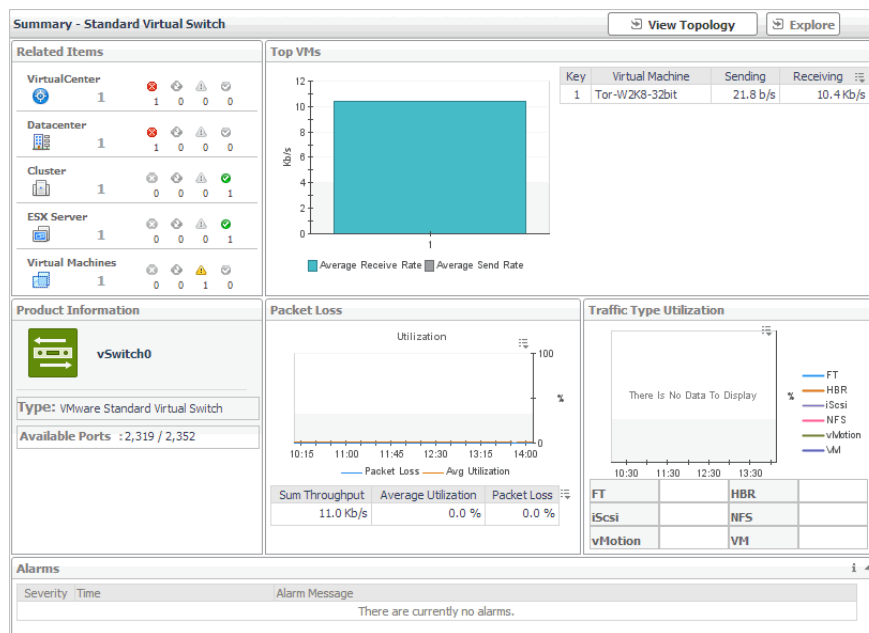 Summary - Standard Virtual Switch
View Topology
Explore
Related Items
VirtualCenter
1
1 0 0 0
Datacenter
1
1 0 0 0
Cluster
1
0 0 0 1
ESX Server
1
0 0 0 1
Virtual Machines
1
0 0 1 0
Top VMs
12
10
8
6
4
2
0
Kb/s
1
Average Receive Rate Average Send Rate
Key Virtual Machine Sending Receiving
1 Tor-W2K8-32bit 21.8 b/s 10.4 Kb/s
Product Information
vSwitch0
Type: VMware Standard Virtual Switch
Available Ports : 2,319 / 2,352
Packet Loss
Utilization
100
%
0
10:15 11:00 11:45 12:30 13:15 14:00
Packet Loss Avg Utilization
Sum Throughput Average Utilization Packet Loss
11.0 Kb/s 0.0 % 0.0 %
Traffic Type Utilization
There Is No Data To Display
%
FT
HBR
iScsi
NFS
vMotion
VM
10:30 11:30 12:30 13:30
FT HBR
iScsi NFS
vMotion VM
Alarms
i
Severity Time Alarm Message
There are currently no alarms.